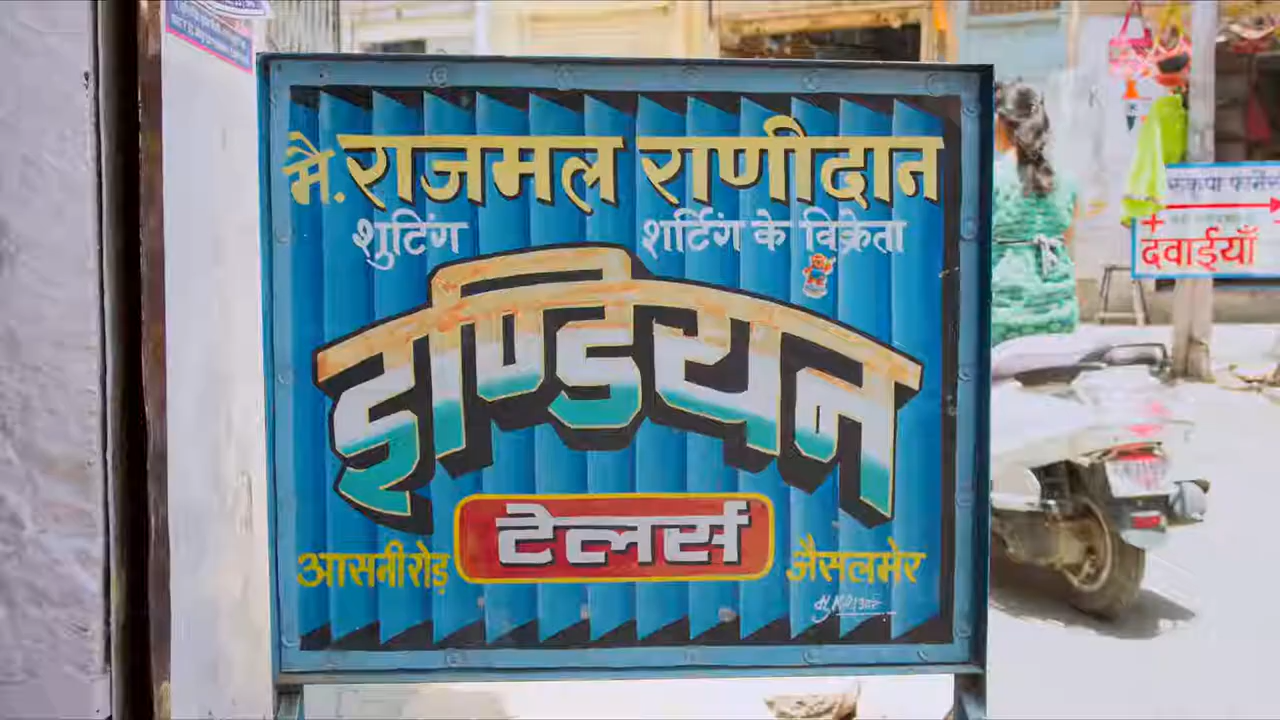 मै. राजमल राणीदान
शुटिंग शर्टिंग के विक्रेता
इण्डियन
टेलर्स
आसनी रोड़ जैसलमेर
दवाईयाँ